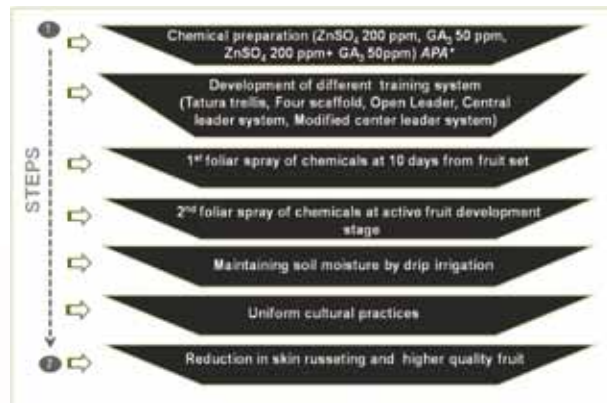 1
STEPS
Chemical preparation (ZnSO₄ 200 ppm, GA₃ 50 ppm,
ZnSO₄ 200 ppm+ GA₃ 50ppm) APA*
Development of different training system
(Tatura trellis, Four scaffold, Open Leader, Central
leader system, Modified center leader system)
1st foliar spray of chemicals at 10 days from fruit set
2nd foliar spray of chemicals at active fruit development
stage
Maintaining soil moisture by drip irrigation
Uniform cultural practices
Reduction in skin russeting and higher quality fruit